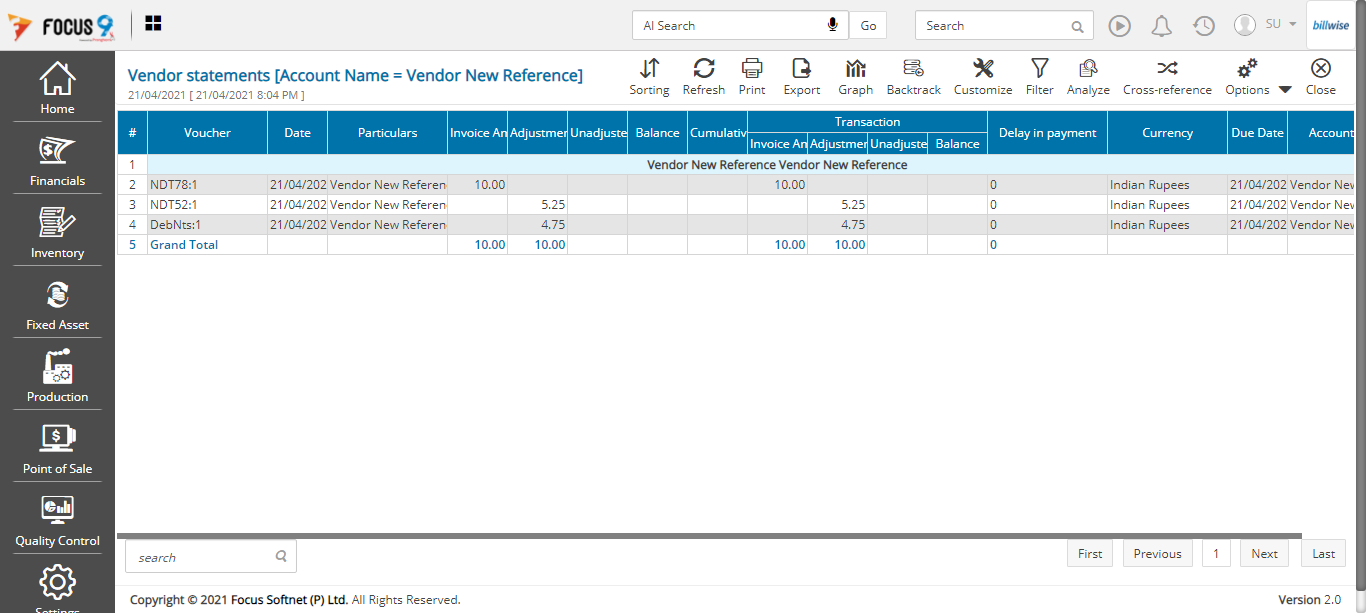 FOCUS 9
AI Search
Go
Search
SU
billwise
Home
Financials
Inventory
Fixed Asset
Production
Point of Sale
Quality Control
Settings
Vendor statements [Account Name = Vendor New Reference]
21/04/2021 [ 21/04/2021 8:04 PM ]
Sorting Refresh Print Export Graph Backtrack Customize Filter Analyze Cross-reference Options Close
Transaction
# Voucher Date Particulars Invoice An Adjustmer Unadjuste Balance Cumulativ Delay in payment Currency Due Date Account
Invoice An Adjustmer Unadjuste Balance
1 Vendor New Reference Vendor New Reference
2 NDT78:1 21/04/202 Vendor New Referen 10.00 10.00 0 Indian Rupees 21/04/202 Vendor Nev
3 NDT52:1 21/04/202 Vendor New Referen 5.25 5.25 0 Indian Rupees 21/04/202 Vendor Nev
4 DebNts:1 21/04/202 Vendor New Referen 4.75 4.75 0 Indian Rupees 21/04/202 Vendor Nev
5 Grand Total 10.00 10.00 10.00 10.00 0
search
First Previous 1 Next Last
Copyright © 2021 Focus Softnet (P) Ltd. All Rights Reserved.
Version 2.0